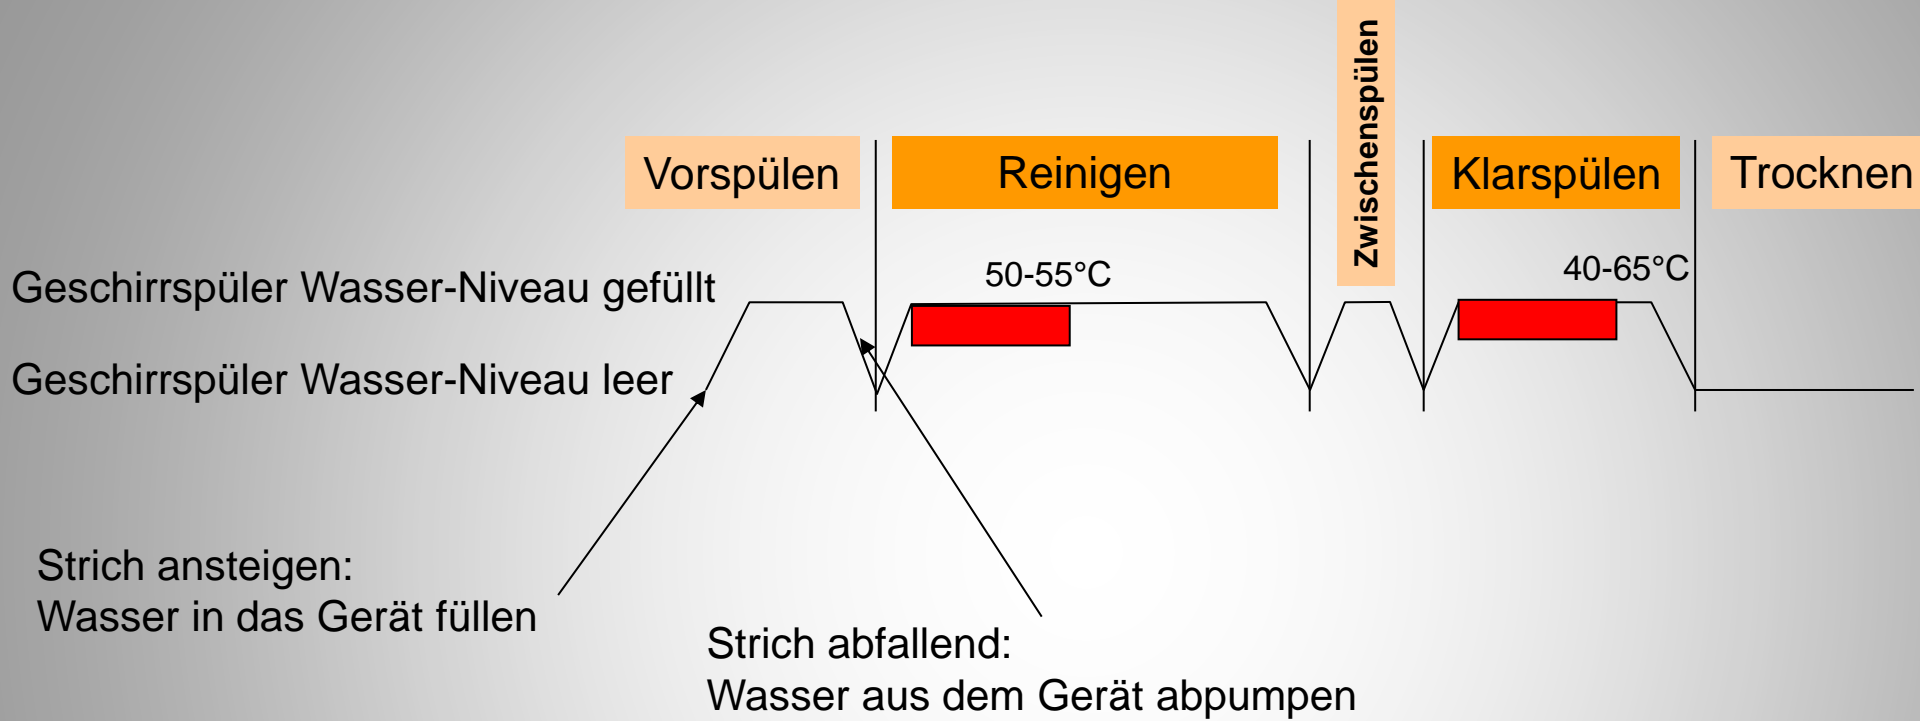 Zwischenspülen
Vorspülen
Reinigen
Klarspülen
Trocknen
50-55°C
40-65°C
Geschirrspüler Wasser-Niveau gefüllt
Geschirrspüler Wasser-Niveau leer
Strich ansteigen:
Wasser in das Gerät füllen
Strich abfallend:
Wasser aus dem Gerät abpumpen